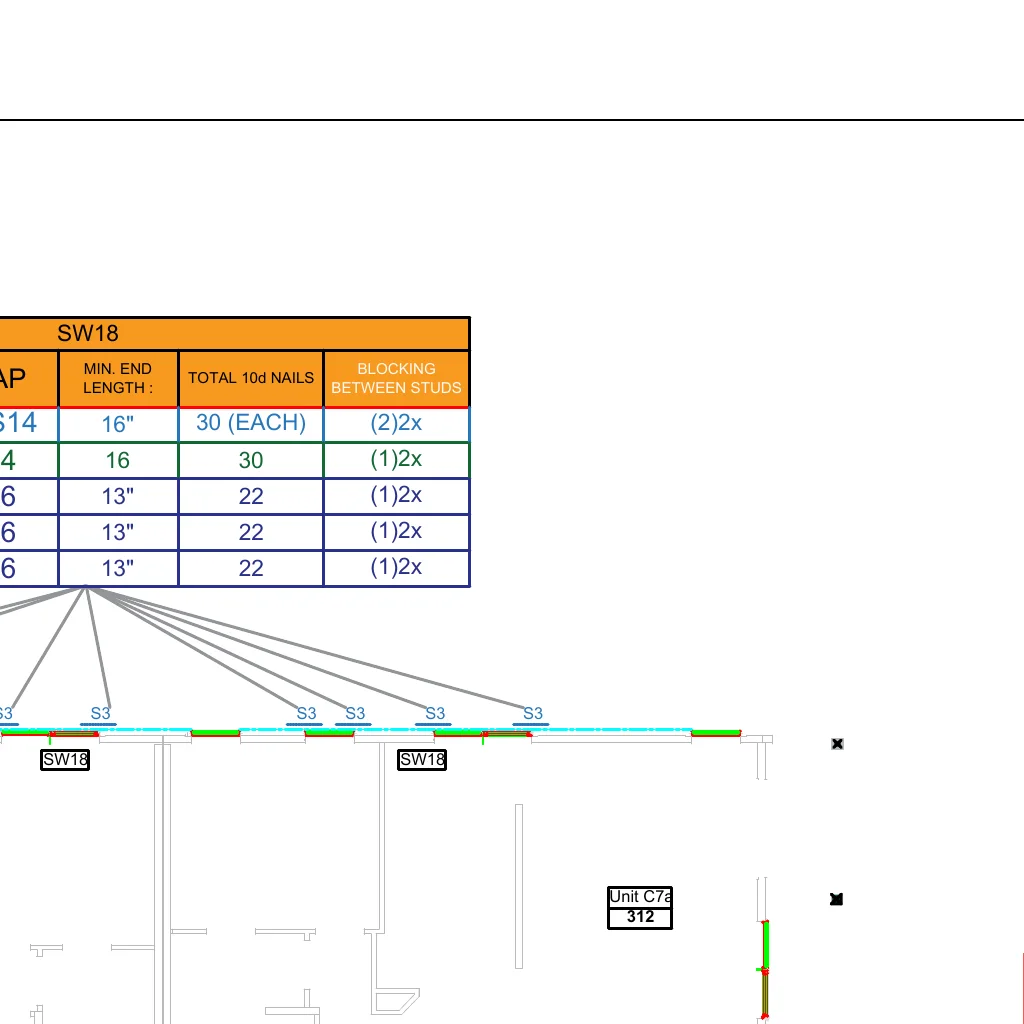 SW18
AP
MIN. END
LENGTH :
TOTAL 10d NAILS
BLOCKING
BETWEEN STUDS
S14
16"
30 (EACH)
(2)2x
4
16
30
(1)2x
6
13"
22
(1)2x
6
13"
22
(1)2x
6
13"
22
(1)2x
S3
S3
S3
S3
S3
S3
SW18
SW18
Unit C7a
312